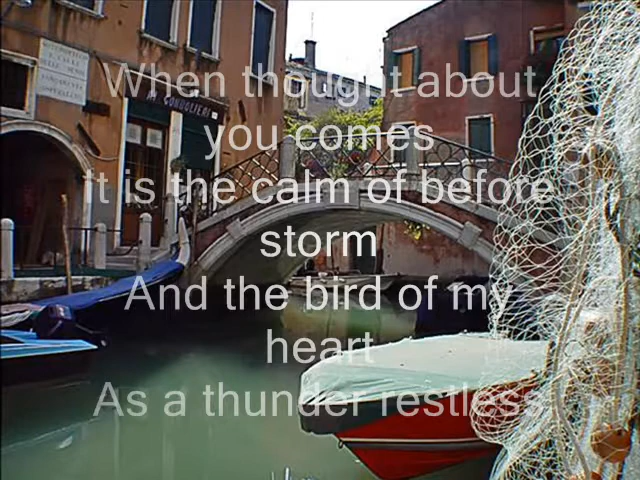 GONDOLIERI
When thought about
you comes
it is the calm of before
storm
And the bird of my
heart
As a thunder restless